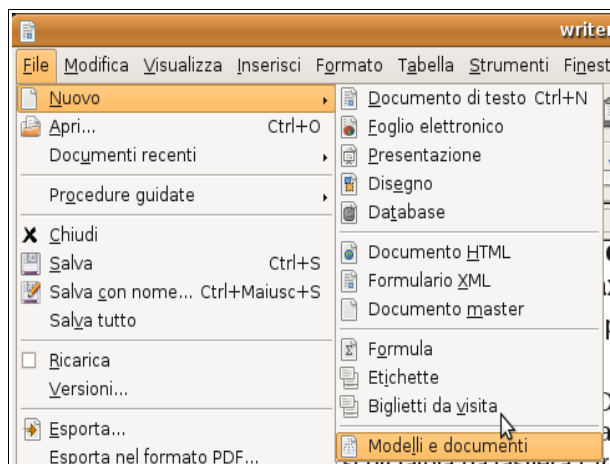 writer
File Modifica Visualizza Inserisci Formato Tabella Strumenti Finest
Nuovo
Apri... Ctrl+O
Documenti recenti
Procedure guidate
Chiudi
Salva Ctrl+S
Salva con nome... Ctrl+Maiusc+S
Salva tutto
Ricarica
Versioni...
Esporta...
Esporta nel formato PDF...
Documento di testo Ctrl+N
Foglio elettronico
Presentazione
Disegno
Database
Documento HTML
Formulario XML
Documento master
Formula
Etichette
Biglietti da visita
Modelli e documenti